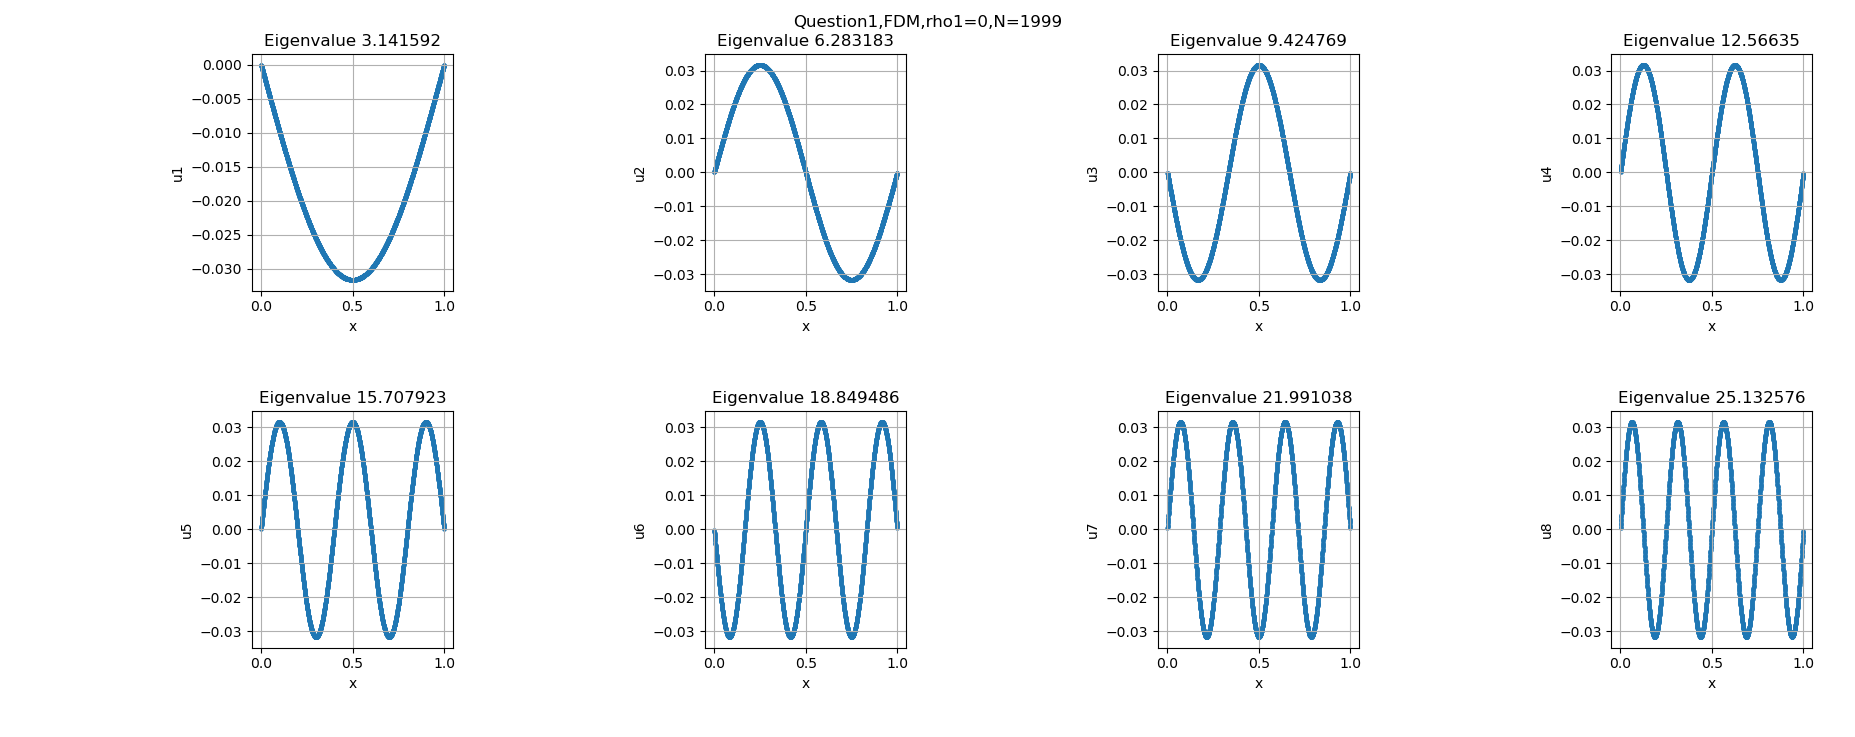 Question1,FDM,rho1=0,N=1999
Eigenvalue 3.141592
0.000
−0.005
−0.010
−0.015
−0.020
−0.025
−0.030
u1
0.0 0.5 1.0
x
Eigenvalue 6.283183
0.03
0.02
0.01
0.00
−0.01
−0.02
−0.03
u2
0.0 0.5 1.0
x
Eigenvalue 9.424769
0.03
0.02
0.01
0.00
−0.01
−0.02
−0.03
u3
0.0 0.5 1.0
x
Eigenvalue 12.56635
0.03
0.02
0.01
0.00
−0.01
−0.02
−0.03
u4
0.0 0.5 1.0
x
Eigenvalue 15.707923
0.03
0.02
0.01
0.00
−0.01
−0.02
−0.03
u5
0.0 0.5 1.0
x
Eigenvalue 18.849486
0.03
0.02
0.01
0.00
−0.01
−0.02
−0.03
u6
0.0 0.5 1.0
x
Eigenvalue 21.991038
0.03
0.02
0.01
0.00
−0.01
−0.02
−0.03
u7
0.0 0.5 1.0
x
Eigenvalue 25.132576
0.03
0.02
0.01
0.00
−0.01
−0.02
−0.03
u8
0.0 0.5 1.0
x